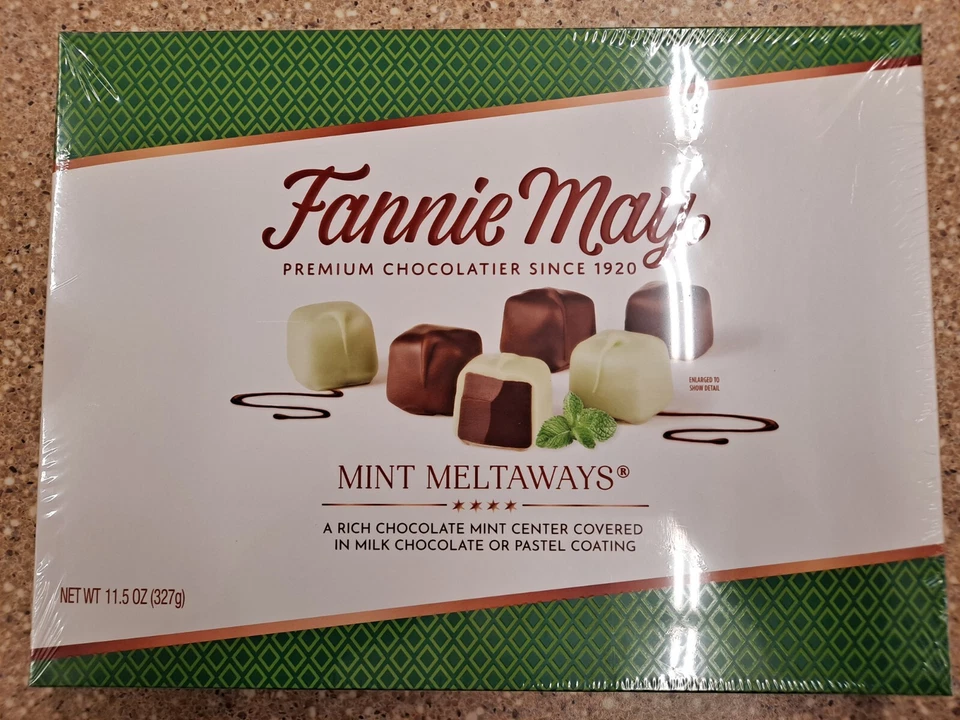 Fannie May
PREMIUM CHOCOLATIER SINCE 1920
ENLARGED TO
SHOW DETAIL
MINT MELTAWAYS®
A RICH CHOCOLATE MINT CENTER COVERED
IN MILK CHOCOLATE OR PASTEL COATING
NET WT 11.5 OZ (327g)